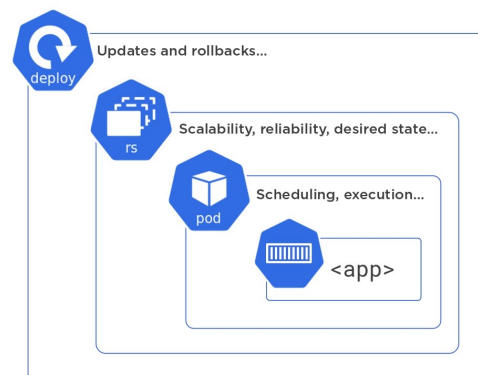 Updates and rollbacks...
deploy
Scalability, reliability, desired state...
rs
Scheduling, execution...
pod
<app>